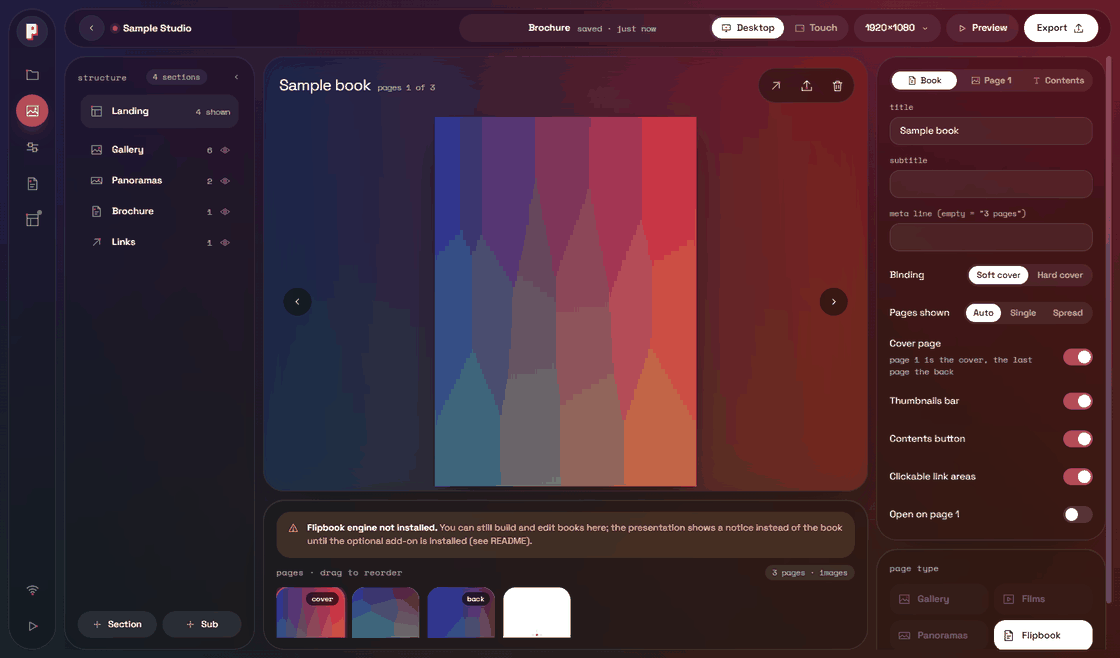 Sample Studio
Brochure saved · just now
Desktop
Touch
1920×1080
Preview
Export
structure
4 sections
Landing
4 shown
Gallery
6
Panoramas
2
Brochure
1
Links
1
+ Section
+ Sub
Sample book pages 1 of 3
Flipbook engine not installed. You can still build and edit books here; the presentation shows a notice instead of the book
until the optional add-on is installed (see README).
pages · drag to reorder
3 pages · images
cover
back
Book
Page 1
Contents
title
Sample book
subtitle
meta line (empty = "3 pages")
Binding
Soft cover
Hard cover
Pages shown
Auto
Single
Spread
Cover page
page 1 is the cover, the last
page the back
Thumbnails bar
Contents button
Clickable link areas
Open on page 1
page type
Gallery
Films
Panoramas
Flipbook